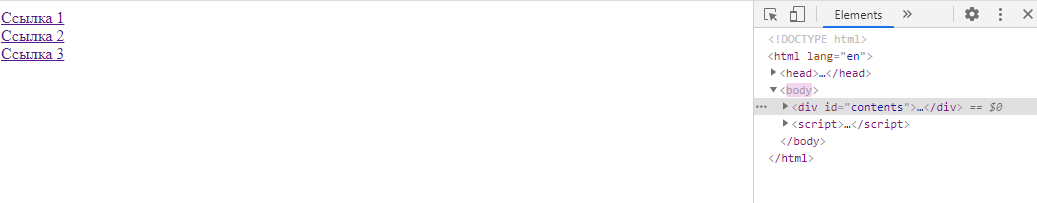 Ссылка 1
Ссылка 2
Ссылка 3
Elements
<!DOCTYPE html>
<html lang="en">
<head>…</head>
<body>
<div id="contents">…</div> == $0
<script>…</script>
</body>
</html>